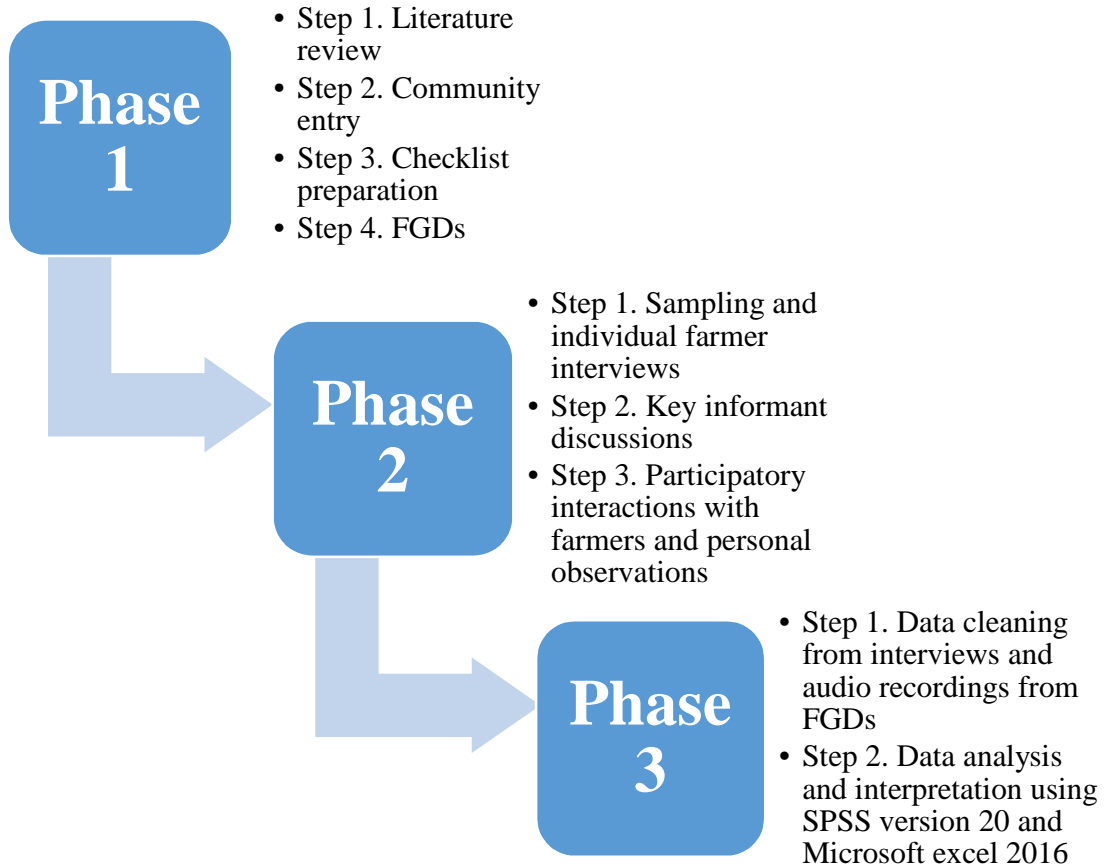 Phase
1
• Step 1. Literature
review
• Step 2. Community
entry
• Step 3. Checklist
preparation
• Step 4. FGDs
Phase
2
• Step 1. Sampling and
individual farmer
interviews
• Step 2. Key informant
discussions
• Step 3. Participatory
interactions with
farmers and personal
observations
Phase
3
• Step 1. Data cleaning
from interviews and
audio recordings from
FGDs
• Step 2. Data analysis
and interpretation using
SPSS version 20 and
Microsoft excel 2016